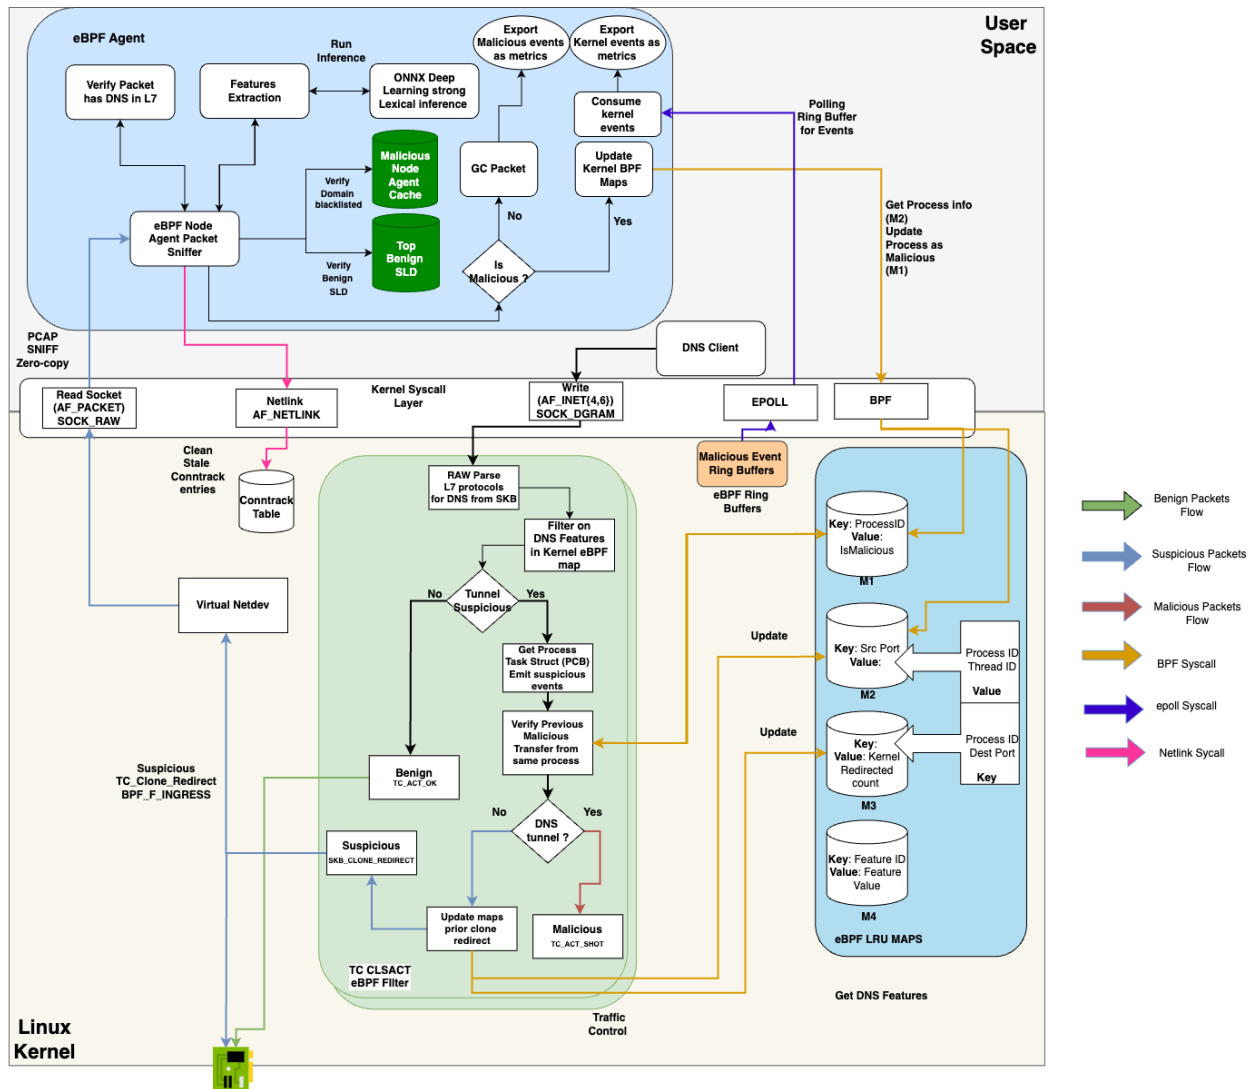 eBPF Agent
Run
Inference
Export
Malicious events
as metrics
Export
Kernel events as
metrics
User
Space
Verify Packet
has DNS in L7
Features
Extraction
ONNX Deep
Learning strong
Lexical inference
Consume
kernel
events
Polling
Ring Buffer
for Events
Malicious
Node
Agent
Cache
Verify
Domain
blacklisted
GC Packet
Update
Kernel BPF
Maps
eBPF Node
Agent Packet
Sniffer
Top
Benign
SLD
Verify
Benign
SLD
No
Yes
Is
Malicious ?
Get Process info
(M2)
Update
Process as
Malicious
(M1)
PCAP
SNIFF
Zero-copy
DNS Client
Read Socket
(AF_PACKET)
SOCK_RAW
Netlink
AF_NETLINK
Kernel Syscall
Layer
Write
(AF_INET{4,6})
SOCK_DGRAM
EPOLL
BPF
Clean
Stale
Conntrack
entries
Conntrack
Table
Malicious Event
Ring Buffers
eBPF Ring
Buffers
RAW Parse
L7 protocols
for DNS from SKB
Filter on
DNS Features
in Kernel eBPF
map
Tunnel
Suspicious
No
Yes
Get Process
Task Struct (PCB)
Emit suspicious
events
Verify Previous
Malicious
Transfer from
same process
Benign
TC_ACT_OK
DNS
tunnel ?
No
Yes
Suspicious
SKB_CLONE_REDIRECT
Update maps
prior clone
redirect
Malicious
TC_ACT_SHOT
TC CLSACT
eBPF FIlter
Traffic
Control
Virtual Netdev
Suspicious
TC_Clone_Redirect
BPF_F_INGRESS
Linux
Kernel
Key: ProcessID
Value:
IsMalicious
M1
Update
Key: Src Port
Value:
M2
Process ID
Thread ID
Value
Update
Key:
Value: Kernel
Redirected
count
M3
Process ID
Dest Port
Key
Key: Feature ID
Value: Feature
Value
M4
eBPF LRU MAPS
Get DNS Features
Benign Packets
Flow
Suspicious Packets
Flow
Malicious Packets
Flow
BPF Syscall
epoll Syscall
Netlink Sycall